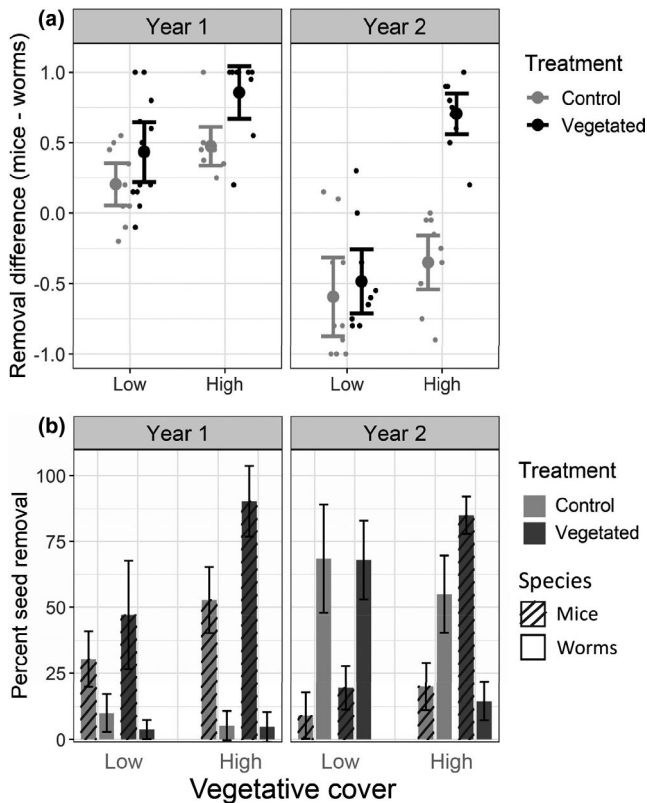 (a)
Year 1
Year 2
Removal difference (mice - worms)
1.0
0.5
0.0
-0.5
-1.0
Low
High
Low
High
Treatment
Control
Vegetated
(b)
Year 1
Year 2
Percent seed removal
100
75
50
25
0
Low
High
Low
High
Vegetative cover
Treatment
Control
Vegetated
Species
Mice
Worms